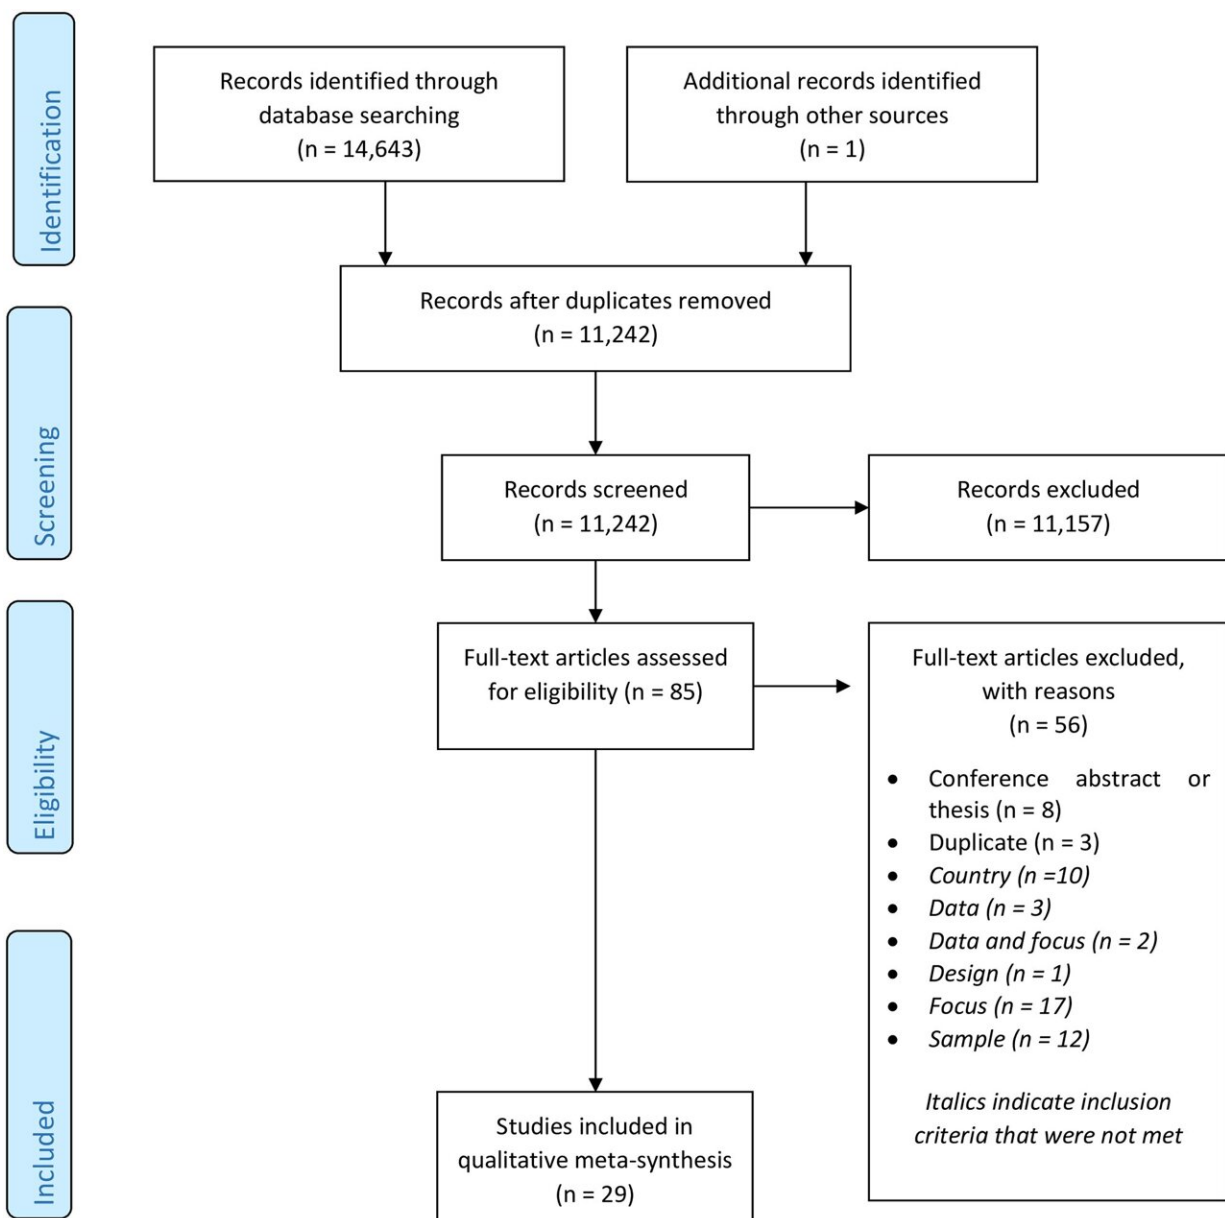 Identification
Records identified through
database searching
(n = 14,643)
Additional records identified
through other sources
(n = 1)
Records after duplicates removed
(n = 11,242)
Screening
Records screened
(n = 11,242)
Records excluded
(n = 11,157)
Eligibility
Full-text articles assessed
for eligibility (n = 85)
Full-text articles excluded,
with reasons
(n = 56)
• Conference abstract or
thesis (n = 8)
• Duplicate (n = 3)
• Country (n =10)
• Data (n = 3)
• Data and focus (n = 2)
• Design (n = 1)
• Focus (n = 17)
• Sample (n = 12)
Italics indicate inclusion
criteria that were not met
Included
Studies included in
qualitative meta-synthesis
(n = 29)